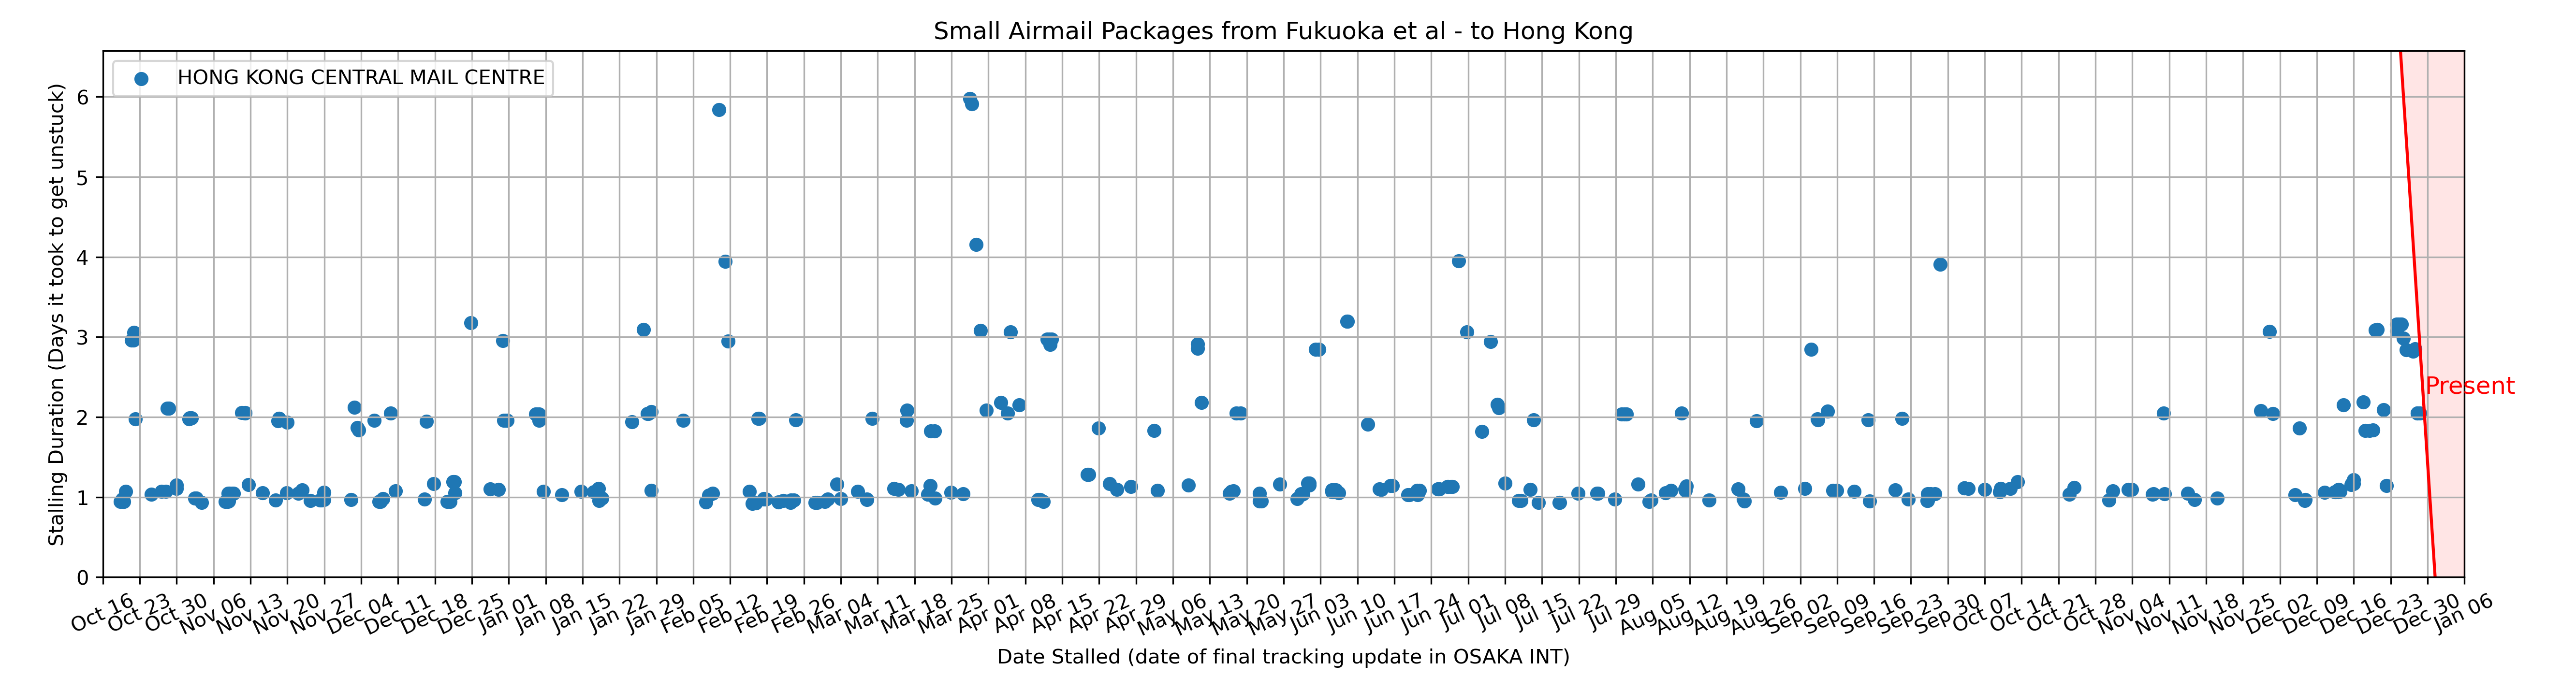 Small Airmail Packages from Fukuoka et al - to Hong Kong
HONG KONG CENTRAL MAIL CENTRE
Stalling Duration (Days it took to get unstuck)
6
5
4
3
2
1
0
Present
Oct 16
Oct 23
Oct 30
Nov 06
Nov 13
Nov 20
Nov 27
Dec 04
Dec 11
Dec 18
Dec 25
Jan 01
Jan 08
Jan 15
Jan 22
Jan 29
Feb 05
Feb 12
Feb 19
Feb 26
Mar 04
Mar 11
Mar 18
Mar 25
Apr 01
Apr 08
Apr 15
Apr 22
Apr 29
May 06
May 13
May 20
May 27
Jun 03
Jun 10
Jun 17
Jun 24
Jul 01
Jul 08
Jul 15
Jul 22
Jul 29
Aug 05
Aug 12
Aug 19
Aug 26
Sep 02
Sep 09
Sep 16
Sep 23
Sep 30
Oct 07
Oct 14
Oct 21
Oct 28
Nov 04
Nov 11
Nov 18
Nov 25
Dec 02
Dec 09
Dec 16
Dec 23
Dec 30
Jan 06
Date Stalled (date of final tracking update in OSAKA INT)